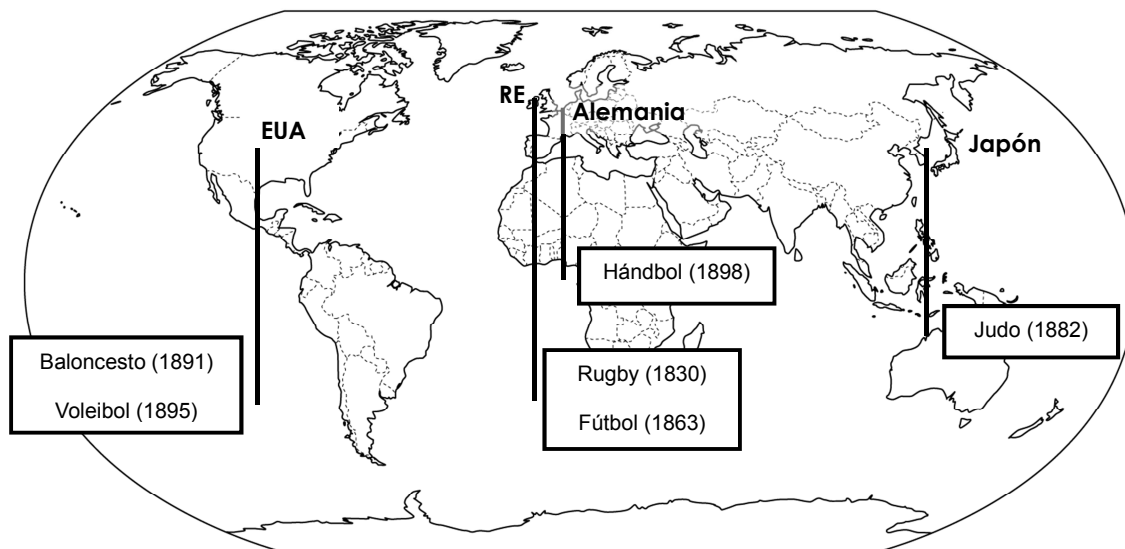 RE
Alemania
EUA
Japón
Hándbol (1898)
Judo (1882)
Baloncesto (1891)
Voleibol (1895)
Rugby (1830)
Fútbol (1863)